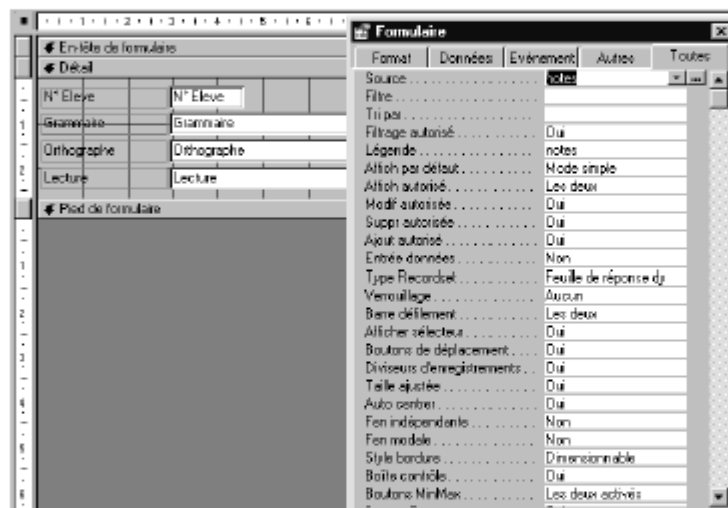 En-tête de formulaire
Détail
N° Eleve N° Eleve
Grammaire Grammaire
Orthographe Orthographe
Lecture Lecture
Pied de formulaire
Formulaire
Format Données Evénement Autres Toutes
Source notes
Filtre
Tri par
Filtrage autorisé Oui
Légende notes
Affich par défaut Mode simple
Affich autorisé Les deux
Modif autorisée Oui
Suppr autorisée Oui
Ajout autorisé Oui
Entrée données Non
Type Recordset Feuille de réponse dy
Verrouillage Aucun
Barre défilement Les deux
Afficher sélecteur Oui
Boutons de déplacement Oui
Diviseurs d'enregistrements Oui
Taille ajustée Oui
Auto centrer Oui
Fen indépendante Non
Fen modale Non
Style bordure Dimensionnable
Boîte contrôle Oui
Boutons MinMax Les deux activés